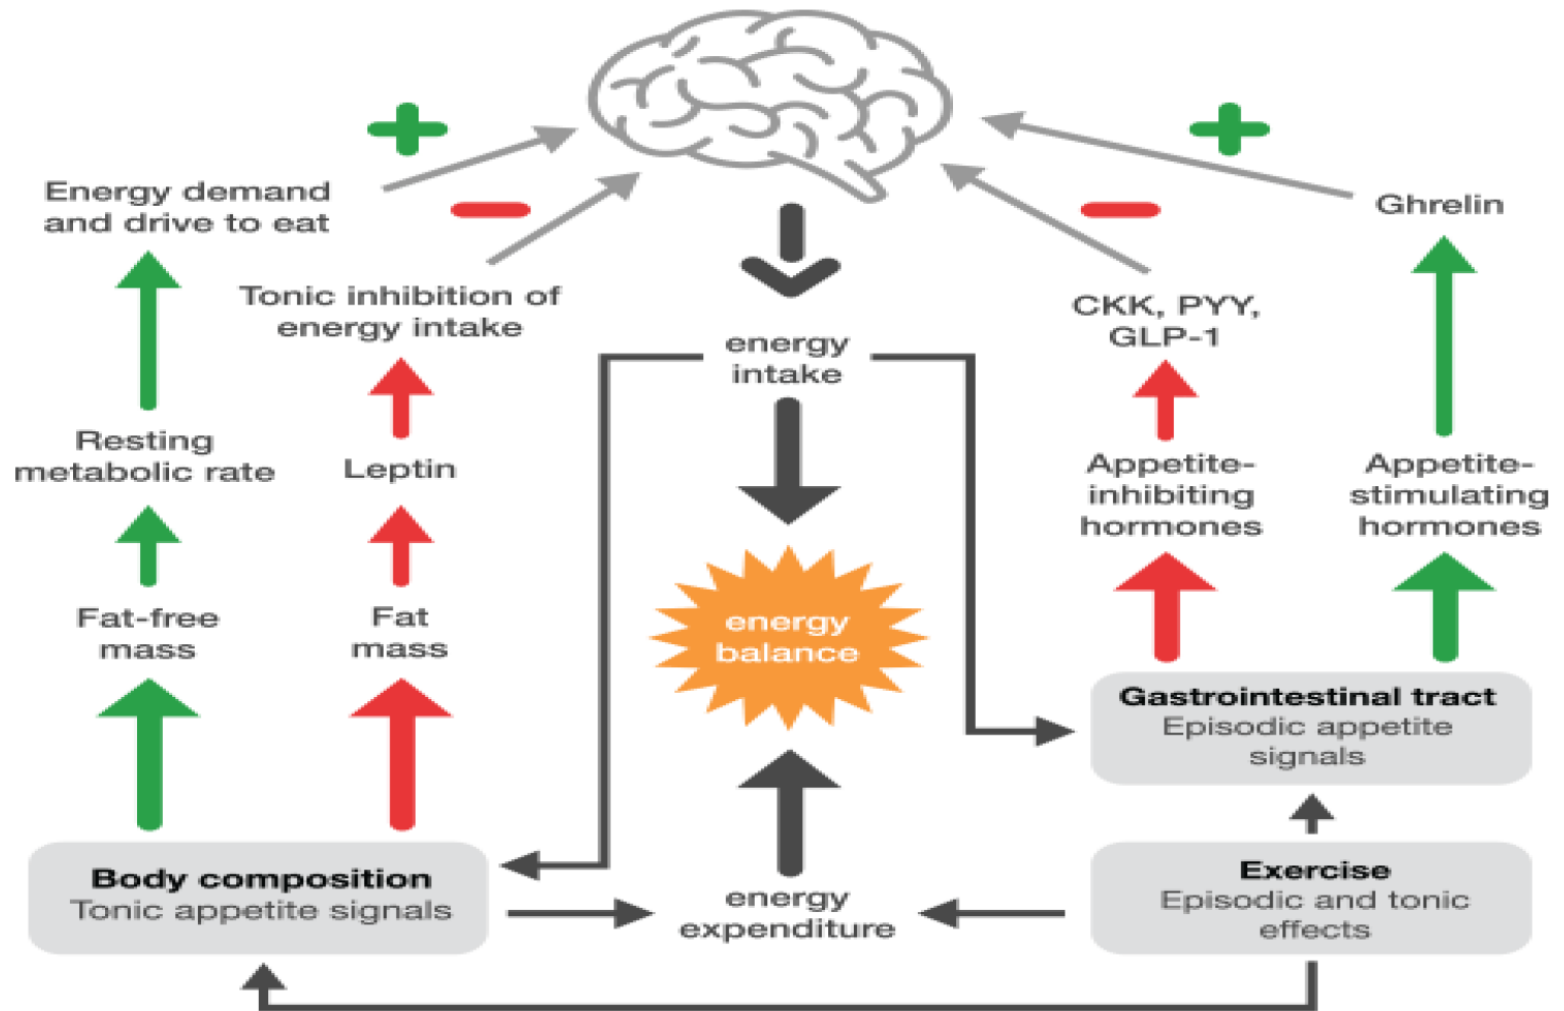 Energy demand
and drive to eat
Tonic inhibition of
energy intake
Resting
metabolic rate
Leptin
Fat-free
mass
Fat
mass
Body composition
Tonic appetite signals
energy
intake
energy
balance
energy
expenditure
CKK, PYY,
GLP-1
Ghrelin
Appetite-
inhibiting
hormones
Appetite-
stimulating
hormones
Gastrointestinal tract
Episodic appetite
signals
Exercise
Episodic and tonic
effects